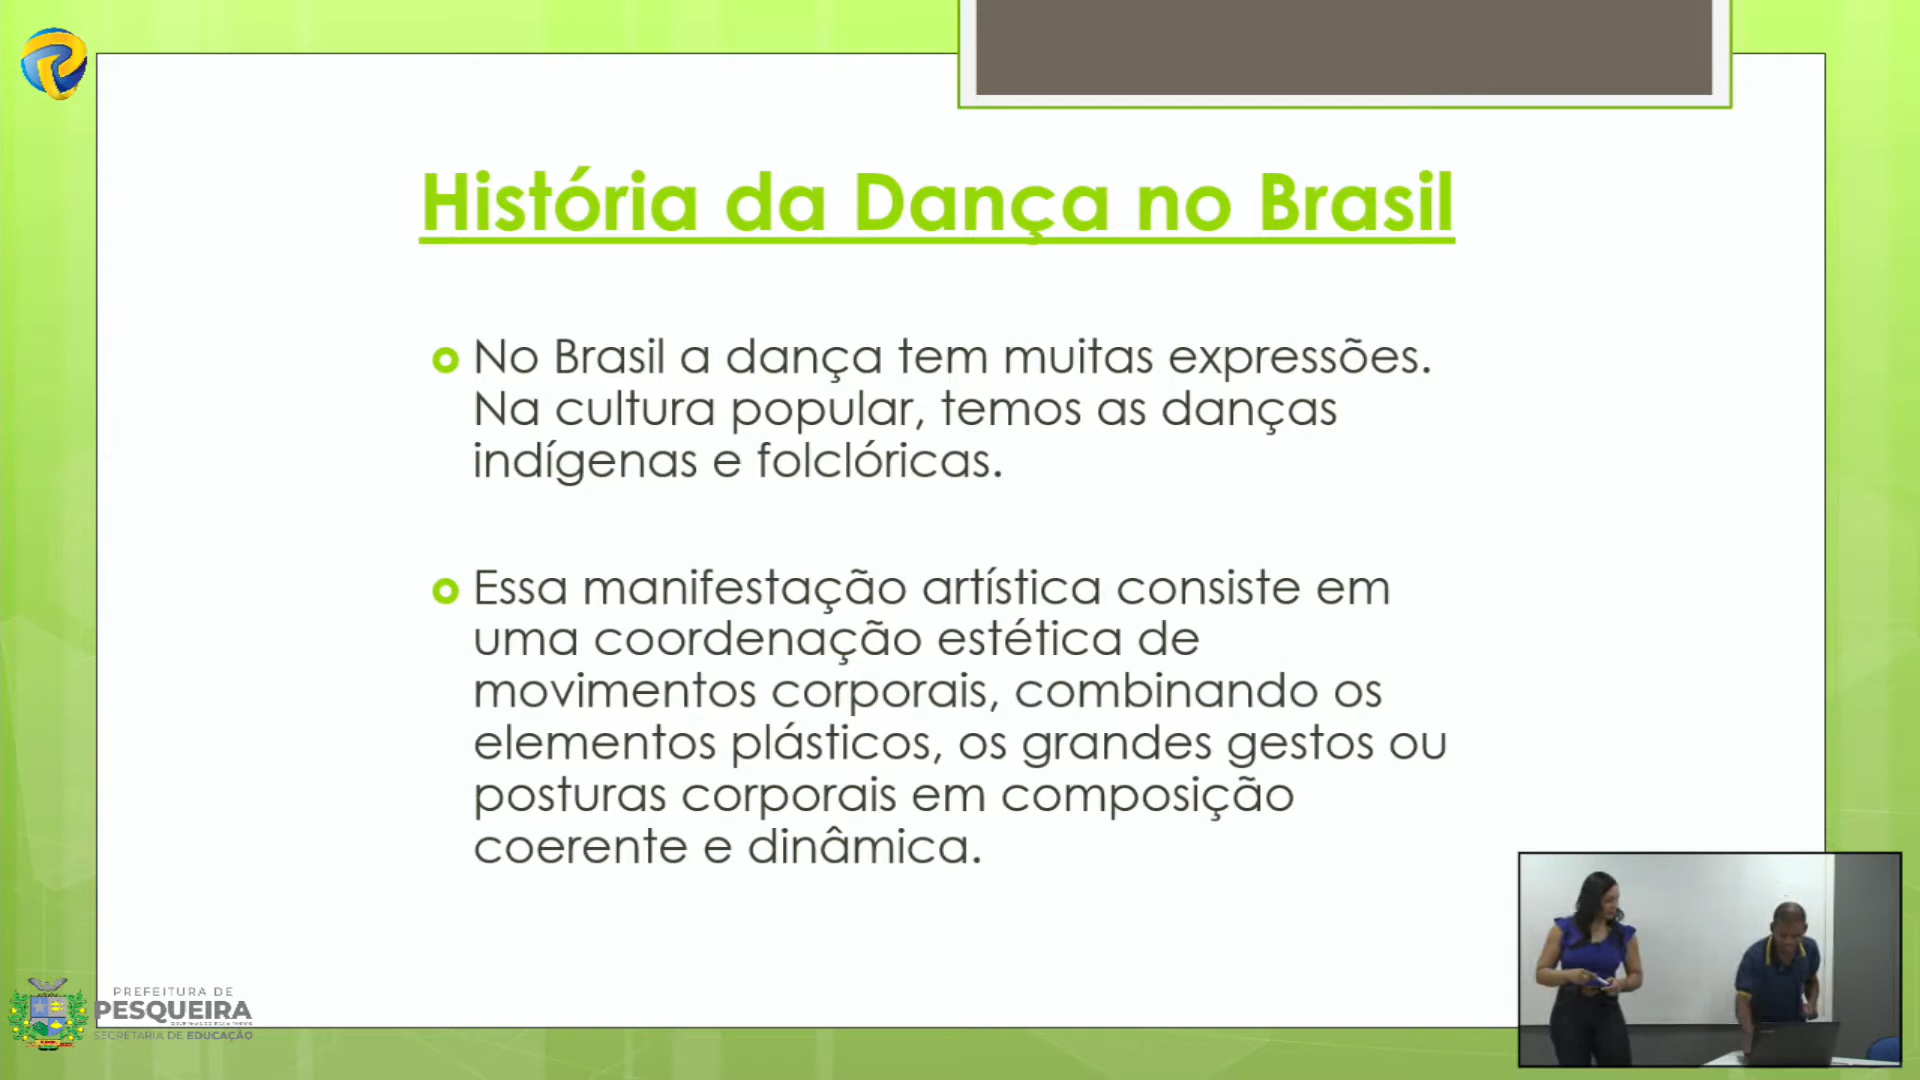 História da Dança no Brasil
No Brasil a dança tem muitas expressões.
Na cultura popular, temos as danças
indígenas e folclóricas.
Essa manifestação artística consiste em
uma coordenação estética de
movimentos corporais, combinando os
elementos plásticos, os grandes gestos ou
posturas corporais em composição
coerente e dinâmica.
PREFEITURA DE
PESQUEIRA
SECRETARIA DE EDUCAÇÃO